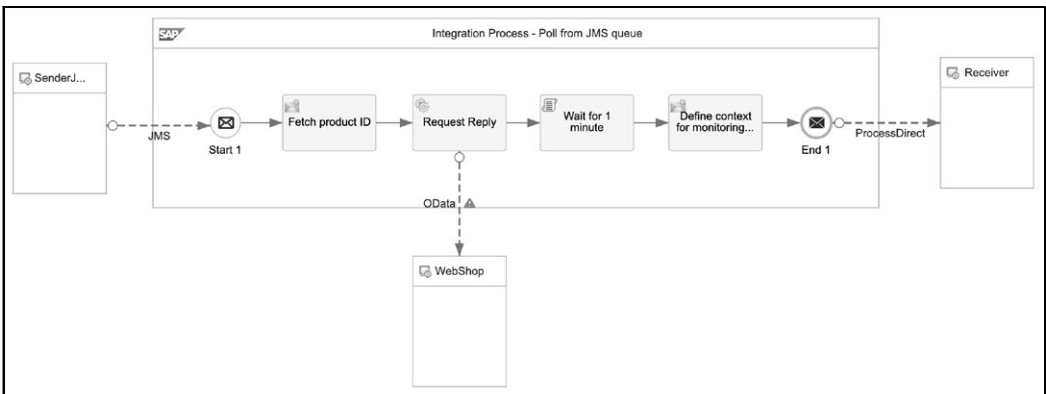 SAP
Integration Process - Poll from JMS queue
SenderJ...
Receiver
Fetch product ID
Request Reply
Wait for 1
minute
Define context
for monitoring...
JMS
Start 1
End 1
ProcessDirect
OData
WebShop